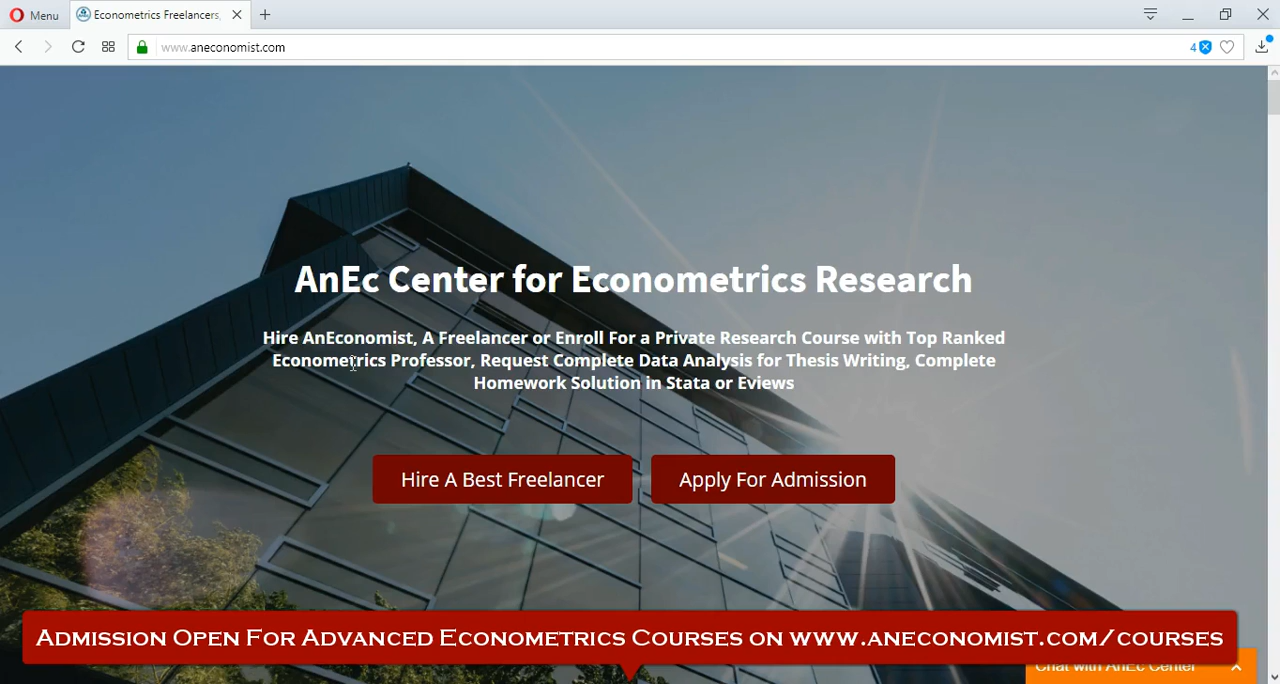 Menu
Econometrics Freelancers,
www.aneconomist.com
4
AnEc Center for Econometrics Research
Hire AnEconomist, A Freelancer or Enroll For a Private Research Course with Top Ranked
Econometrics Professor, Request Complete Data Analysis for Thesis Writing, Complete
Homework Solution in Stata or Eviews
Hire A Best Freelancer
Apply For Admission
Admission Open For Advanced Econometrics Courses on www.aneconomist.com/courses
Chat with AnEc Center